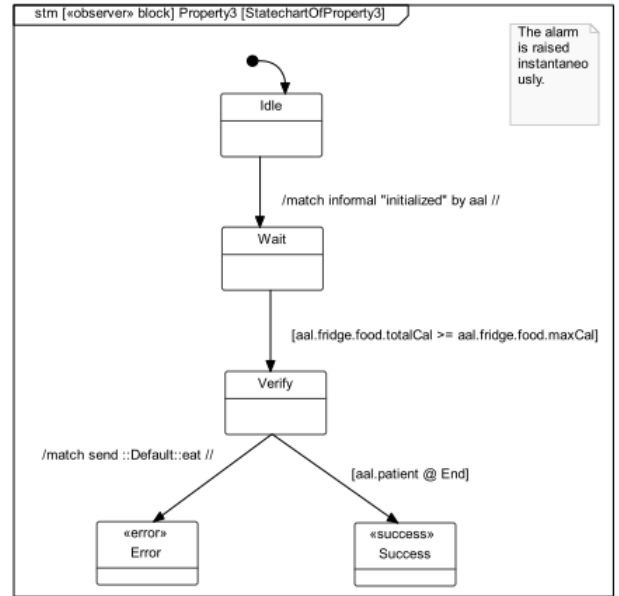 stm [«observer» block] Property3 [StatechartOfProperty3]
The alarm
is raised
instantaneo
usly.
Idle
/match informal "initialized" by aal //
Wait
[aal.fridge.food.totalCal >= aal.fridge.food.maxCal]
Verify
/match send ::Default::eat //
[aal.patient @ End]
«error»
Error
«success»
Success